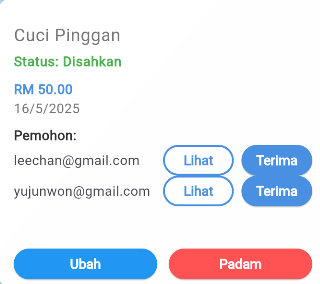 Cuci Pinggan
Status: Disahkan
RM 50.00
16/5/2025
Pemohon:
leechan@gmail.com Lihat Terima
yujunwon@gmail.com Lihat Terima
Ubah Padam